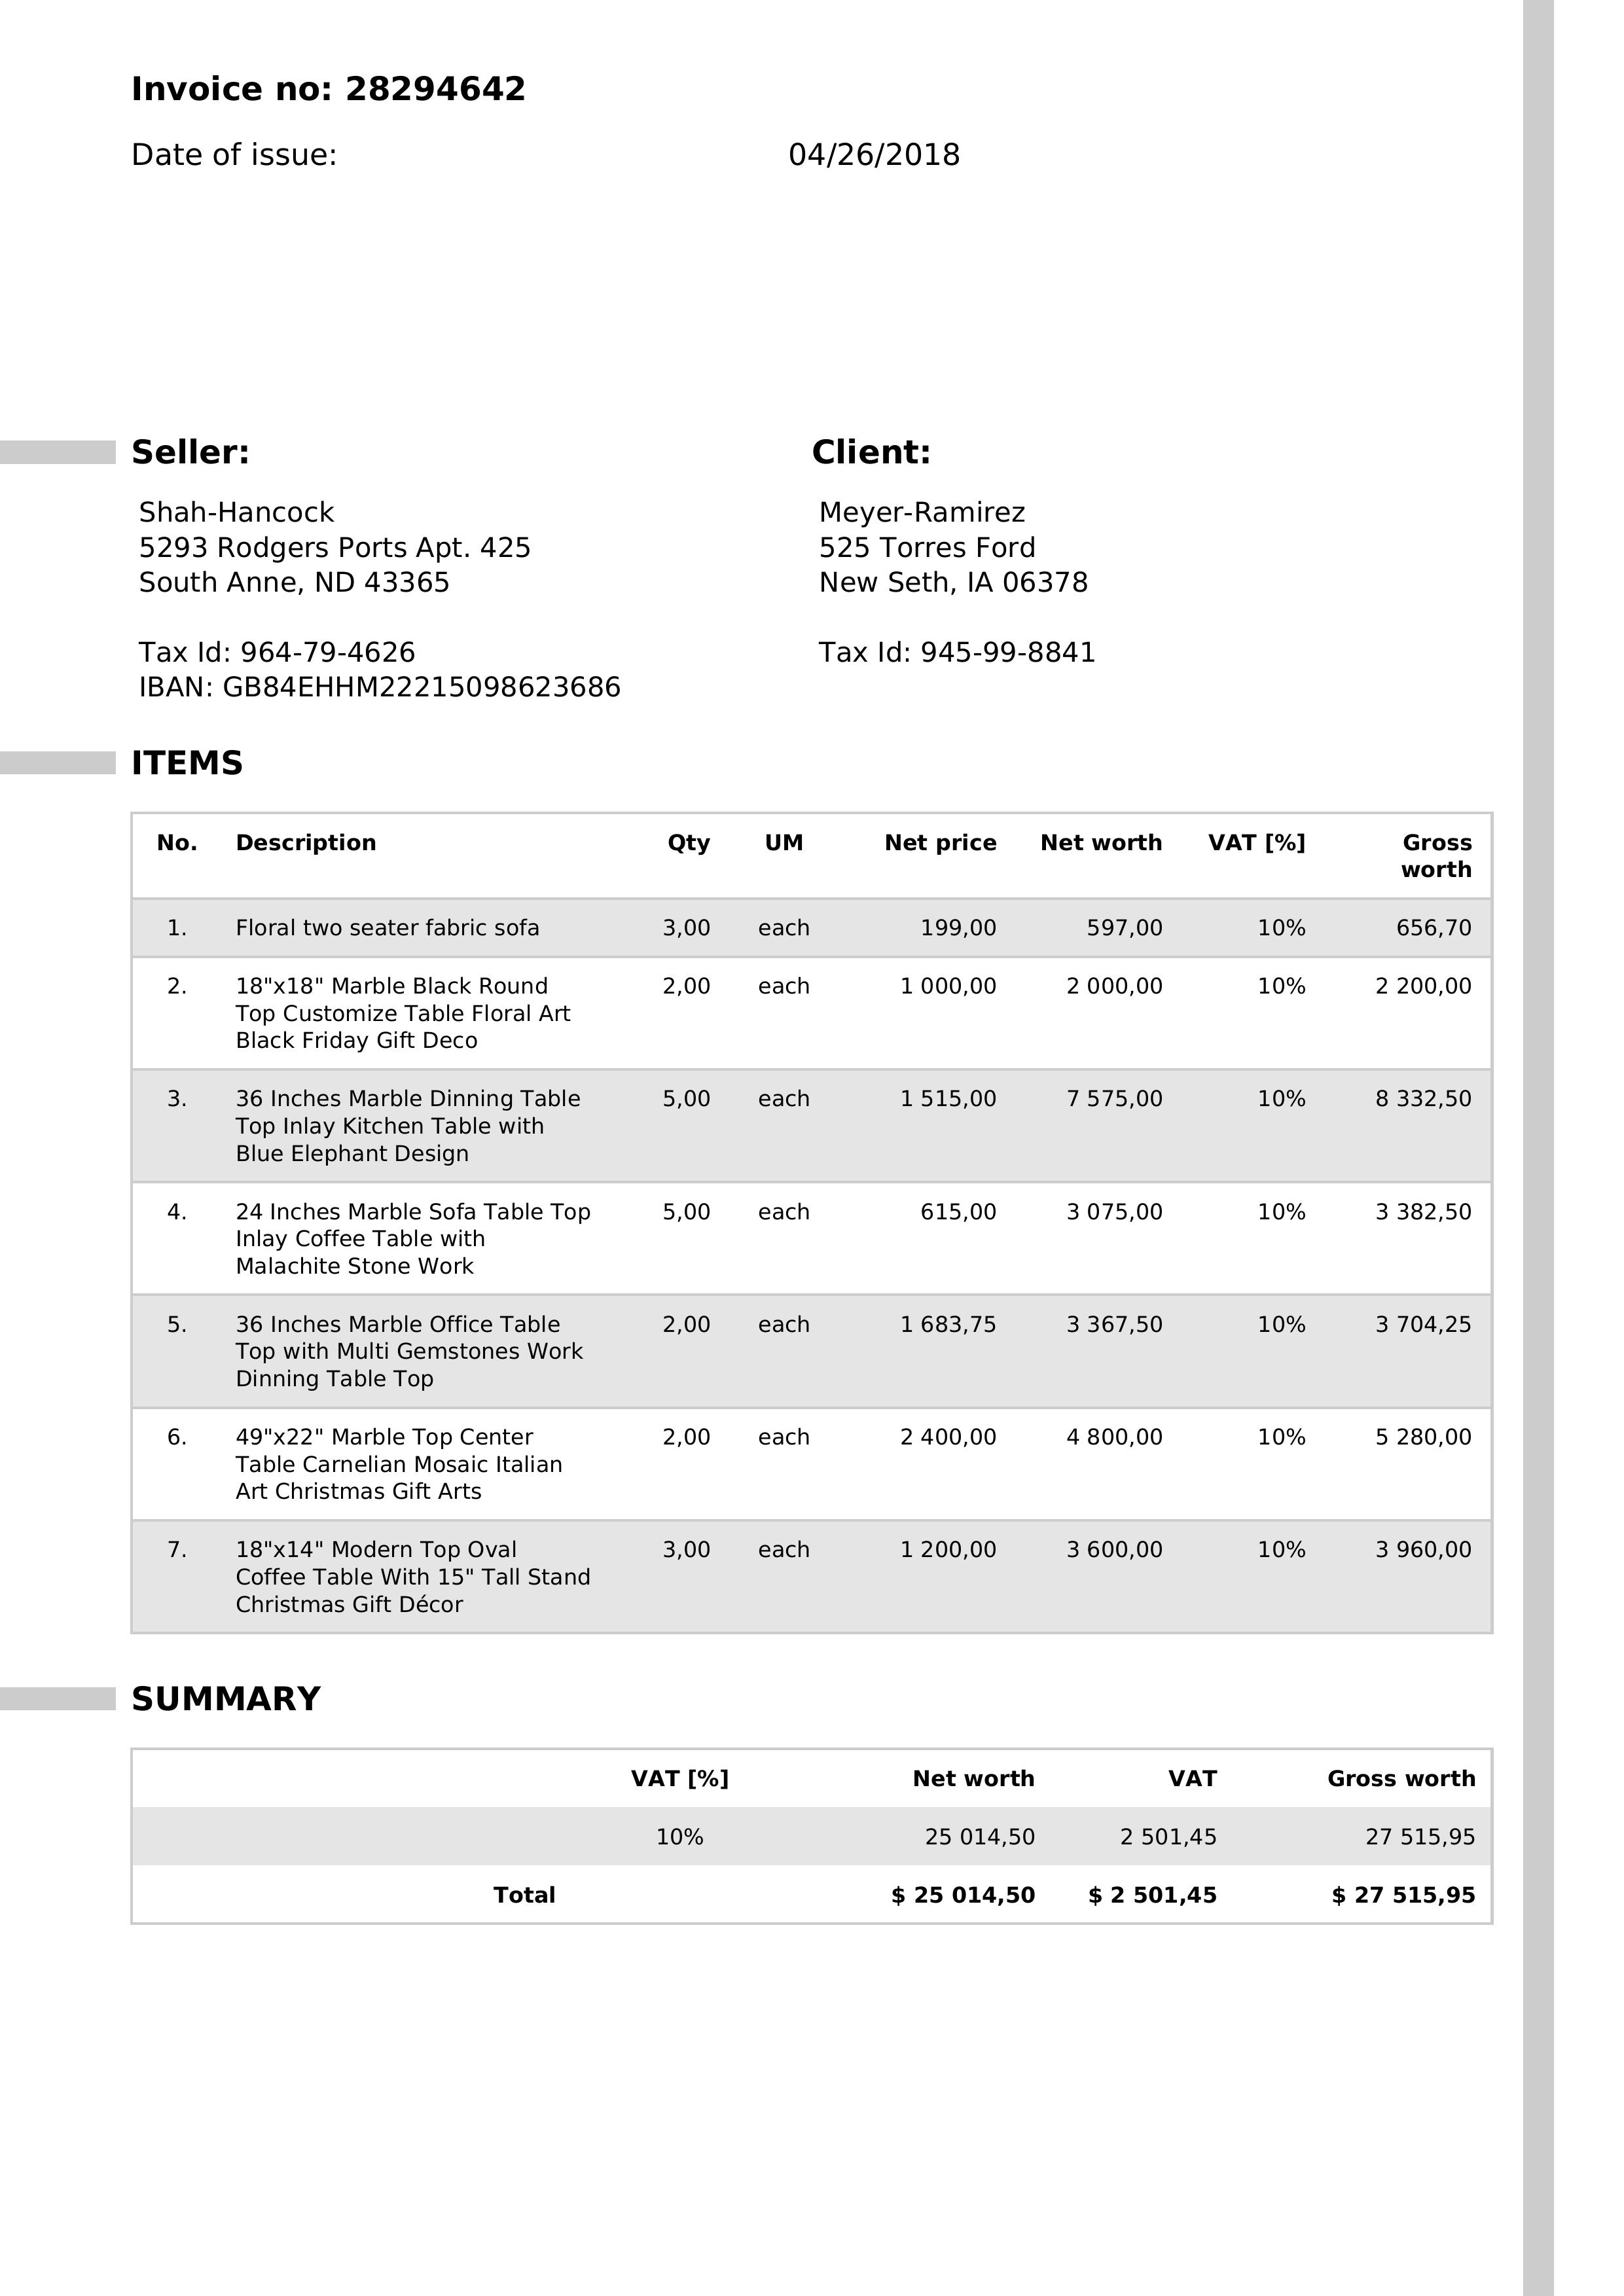 Invoice no: 28294642
Date of issue: 04/26/2018
Seller: Client:
Shah-Hancock Meyer-Ramirez
5293 Rodgers Ports Apt. 425 525 Torres Ford
South Anne, ND 43365 New Seth, IA 06378
Tax Id: 964-79-4626 Tax Id: 945-99-8841
IBAN: GB84EHHM22215098623686
ITEMS
No. Description Qty UM Net price Net worth VAT [%] Gross
worth
1. Floral two seater fabric sofa 3,00 each 199,00 597,00 10% 656,70
2. 18"x18" Marble Black Round 2,00 each 1 000,00 2 000,00 10% 2 200,00
Top Customize Table Floral Art
Black Friday Gift Deco
3. 36 Inches Marble Dinning Table 5,00 each 1 515,00 7 575,00 10% 8 332,50
Top Inlay Kitchen Table with
Blue Elephant Design
4. 24 Inches Marble Sofa Table Top 5,00 each 615,00 3 075,00 10% 3 382,50
Inlay Coffee Table with
Malachite Stone Work
5. 36 Inches Marble Office Table 2,00 each 1 683,75 3 367,50 10% 3 704,25
Top with Multi Gemstones Work
Dinning Table Top
6. 49"x22" Marble Top Center 2,00 each 2 400,00 4 800,00 10% 5 280,00
Table Carnelian Mosaic Italian
Art Christmas Gift Arts
7. 18"x14" Modern Top Oval 3,00 each 1 200,00 3 600,00 10% 3 960,00
Coffee Table With 15" Tall Stand
Christmas Gift Décor
SUMMARY
VAT [%] Net worth VAT Gross worth
10% 25 014,50 2 501,45 27 515,95
Total $ 25 014,50 $ 2 501,45 $ 27 515,95